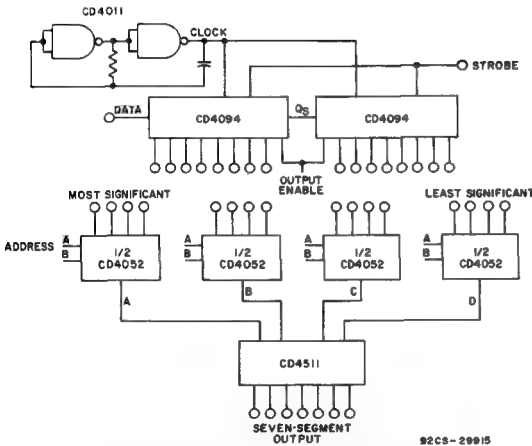 CD4011
CLOCK
STROBE
DATA
CD4094
QS
CD4094
OUTPUT
ENABLE
MOST SIGNIFICANT
LEAST SIGNIFICANT
ADDRESS
A
B
1/2
CD4052
A
B
1/2
CD4052
A
B
1/2
CD4052
A
B
1/2
CD4052
A
B
C
D
CD4511
SEVEN-SEGMENT
OUTPUT
92CS-29915